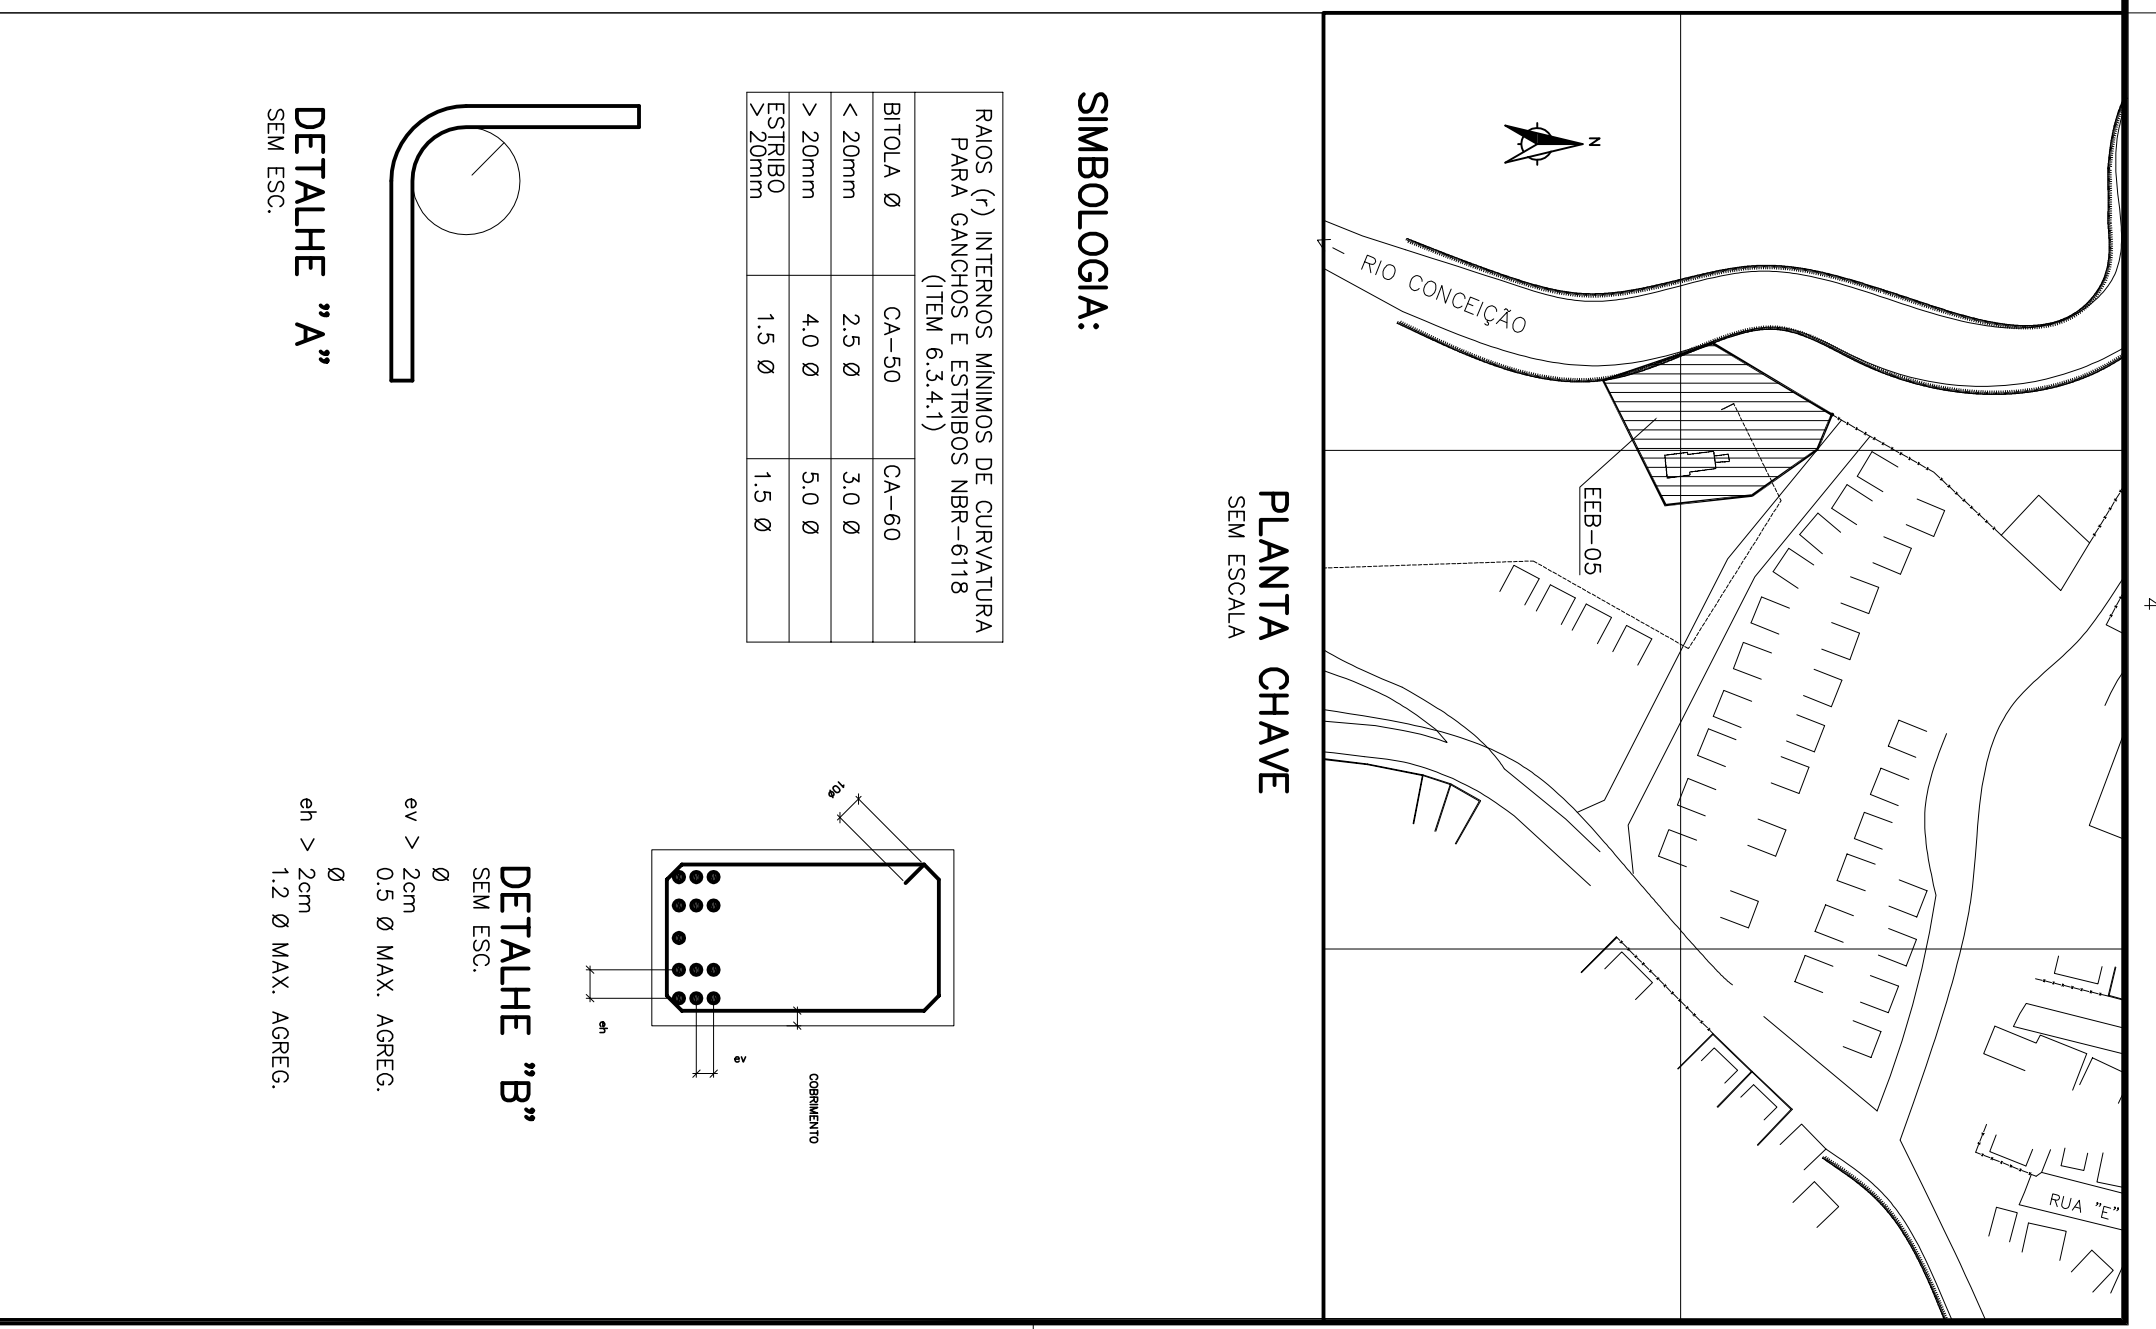 4
N
<- RIO CONCEIÇÃO
EEB-05
RUA "E"
PLANTA CHAVE
SEM ESCALA
SIMBOLOGIA:
RAIOS (r) INTERNOS MÍNIMOS DE CURVATURA
PARA GANCHOS E ESTRIBOS NBR-6118
(ITEM 6.3.4.1)
BITOLA Ø CA-50 CA-60
< 20mm 2.5 Ø 3.0 Ø
> 20mm 4.0 Ø 5.0 Ø
ESTRIBO
> 20mm 1.5 Ø 1.5 Ø
DETALHE "A"
SEM ESC.
10ø
COBRIMENTO
ev
eh
DETALHE "B"
SEM ESC.
Ø
ev > 2cm
0.5 Ø MAX. AGREG.
Ø
eh > 2cm
1.2 Ø MAX. AGREG.